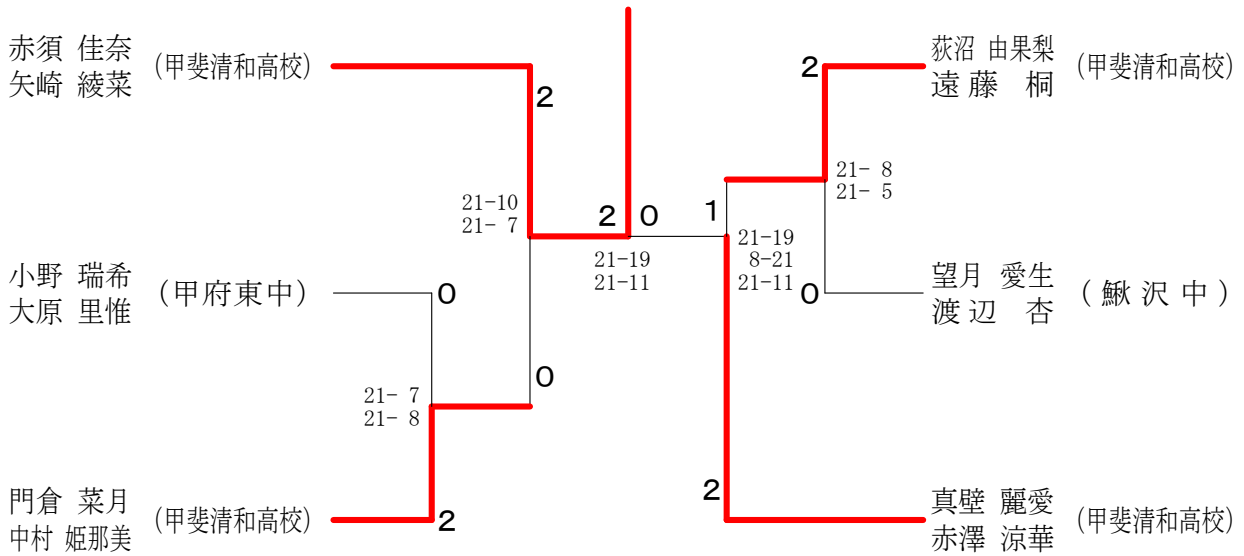 赤須 佳奈
矢崎 綾菜
(甲斐清和高校)
2
21-10
21- 7
小野 瑞希
大原 里惟
(甲府東中)
0
21- 7
21- 8
0
門倉 菜月
中村 姫那美
(甲斐清和高校)
2
2 0
21-19
21-11
荻沼 由果梨
遠藤 桐
(甲斐清和高校)
2
21- 8
21- 5
1
21-19
8-21
21-11
望月 愛生
渡辺 杏
(鰍沢中)
0
真壁 麗愛
赤澤 涼華
(甲斐清和高校)
2